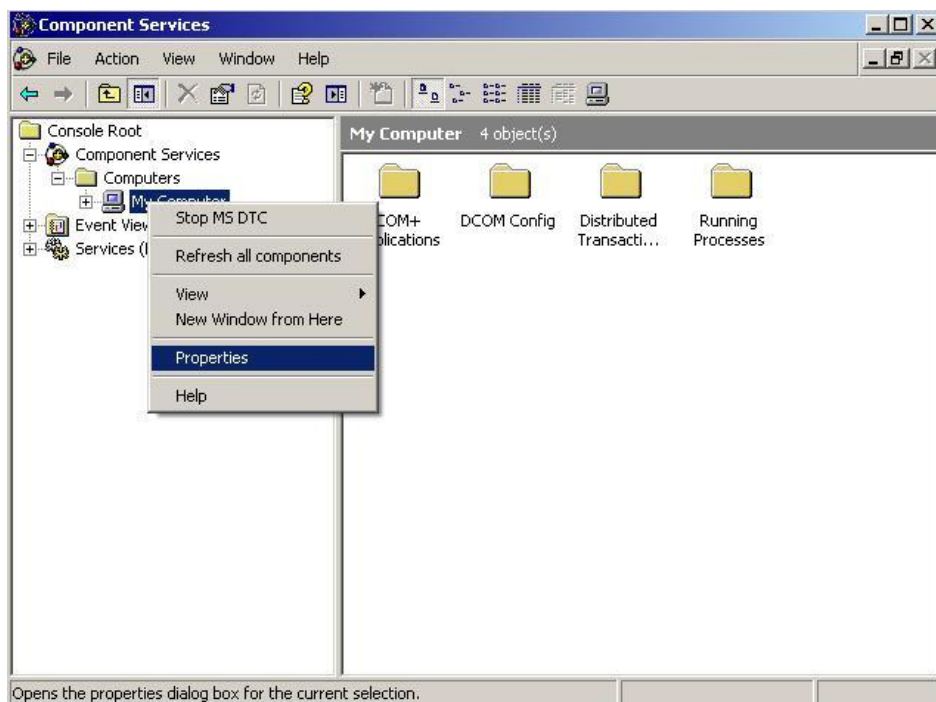 Component Services
File Action View Window Help
Console Root
Component Services
Computers
My Computer
Event View
Services (
My Computer 4 object(s)
COM+
plications
DCOM Config
Distributed
Transacti...
Running
Processes
Stop MS DTC
Refresh all components
View
New Window from Here
Properties
Help
Opens the properties dialog box for the current selection.